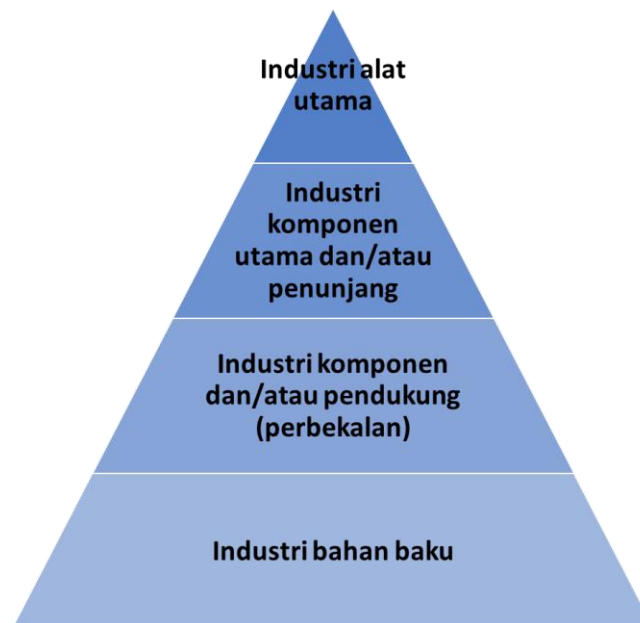 Industri alat
utama
Industri
komponen
utama dan/atau
penunjang
Industri komponen
dan/atau pendukung
(perbekalan)
Industri bahan baku